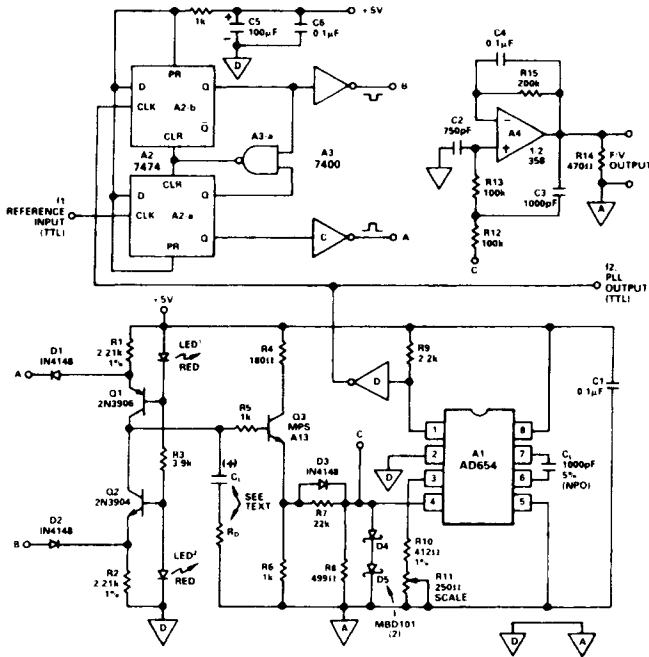 1k
C5
100µF
C6
0 1µF
+5V
D
PR
D
Q
CLK
A2-b
Q̅
CLR
A2
7474
A3-a
A3
7400
B
CLR
D
Q
CLK
A2-a
Q
PR
C
A
f1
REFERENCE
INPUT
(TTL)
C4
0 1µF
R15
200k
C2
750pF
−
A4
+
1 2
358
R13
100k
C3
1000pF
R12
100k
C
R14
470Ω
F/V
OUTPUT
A
f2,
PLL
OUTPUT
(TTL)
+5V
R1
2 21k
1%
D1
IN4148
A
LED¹
RED
Q1
2N3906
R3
3.9k
Q2
2N3904
D2
IN4148
B
R2
2 21k
1%
LED²
RED
D
R4
180Ω
R5
1k
Q3
MPS
A13
(+)
C₁
SEE
TEXT
R_D
D3
IN4148
R7
22k
R6
1k
R8
499Ω
A
C
D4
D5
MBD101
(2)
D
R9
2 2k
D
1
2
3
4
A1
AD654
8
7
6
5
R10
412Ω
1%
R11
250Ω
SCALE
C1
0 1µF
Cₜ
1000pF
5%
(NPO)
D
A